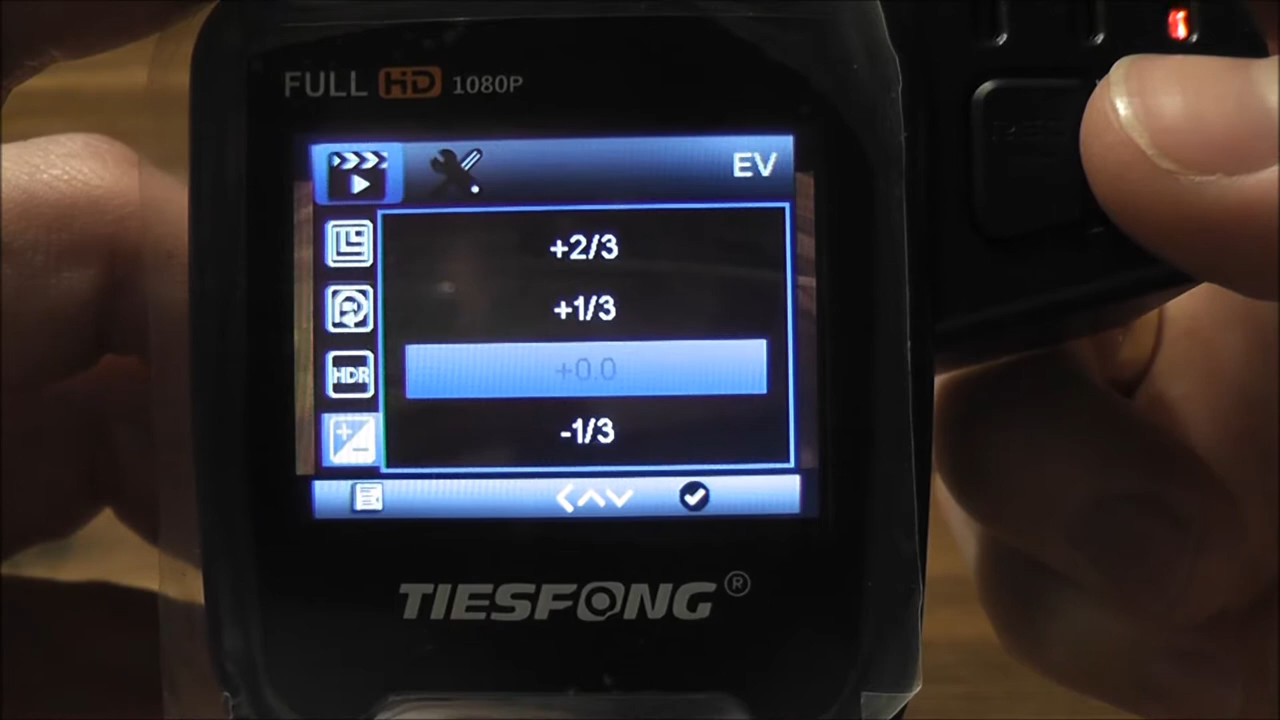 FULL HD 1080P
EV
+2/3
+1/3
+0.0
HDR
-1/3
TIESFONG®